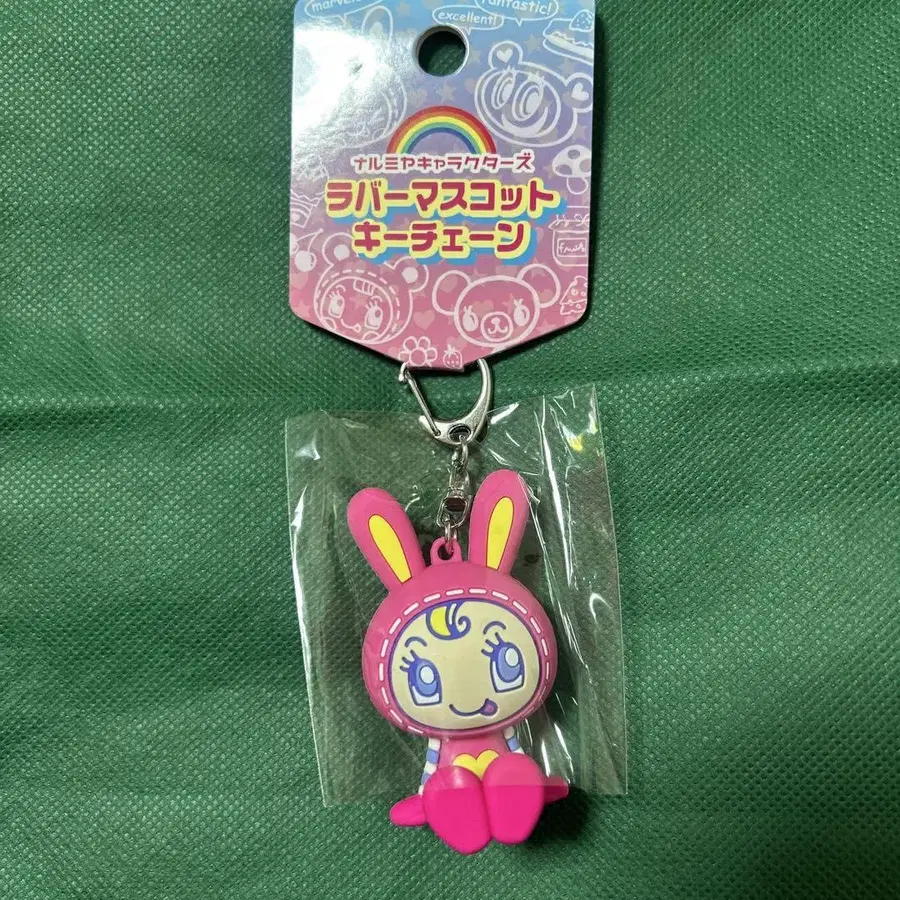 excellent!
fantastic!
ナルミヤキャラクターズ
ラバーマスコット
キーチェーン